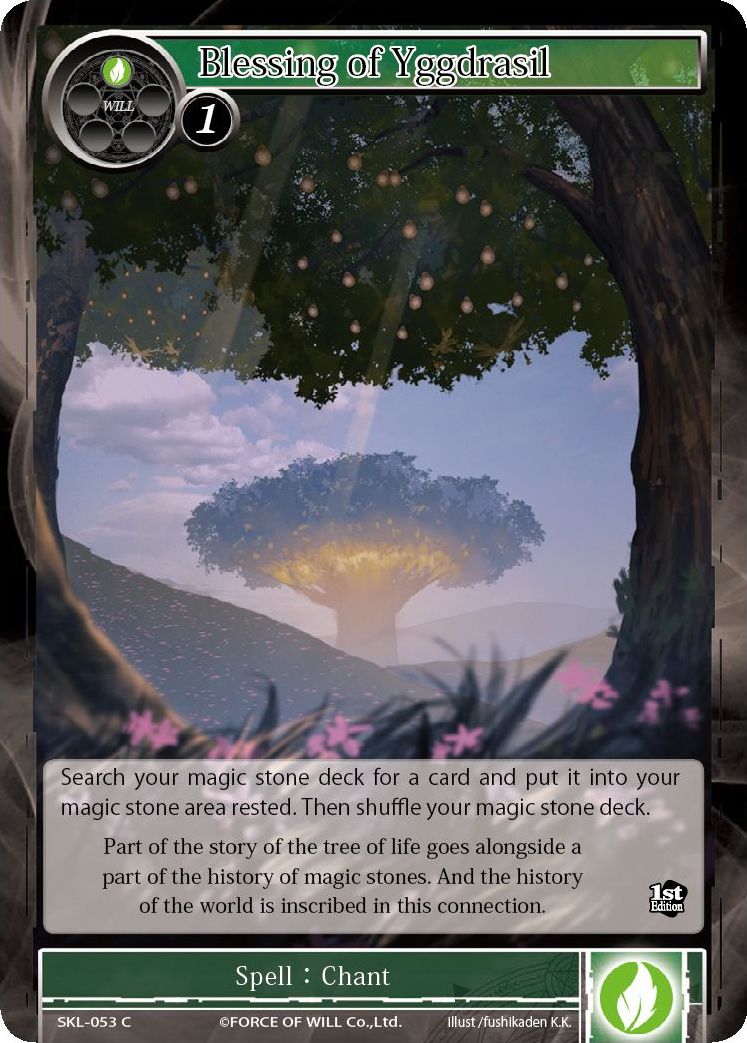 Blessing of Yggdrasil
WILL
1
Search your magic stone deck for a card and put it into your
magic stone area rested. Then shuffle your magic stone deck.
Part of the story of the tree of life goes alongside a
part of the history of magic stones. And the history
of the world is inscribed in this connection.
1st
Edition
Spell : Chant
SKL-053 C
©FORCE OF WILL Co.,Ltd.
Illust /fushikaden K.K.